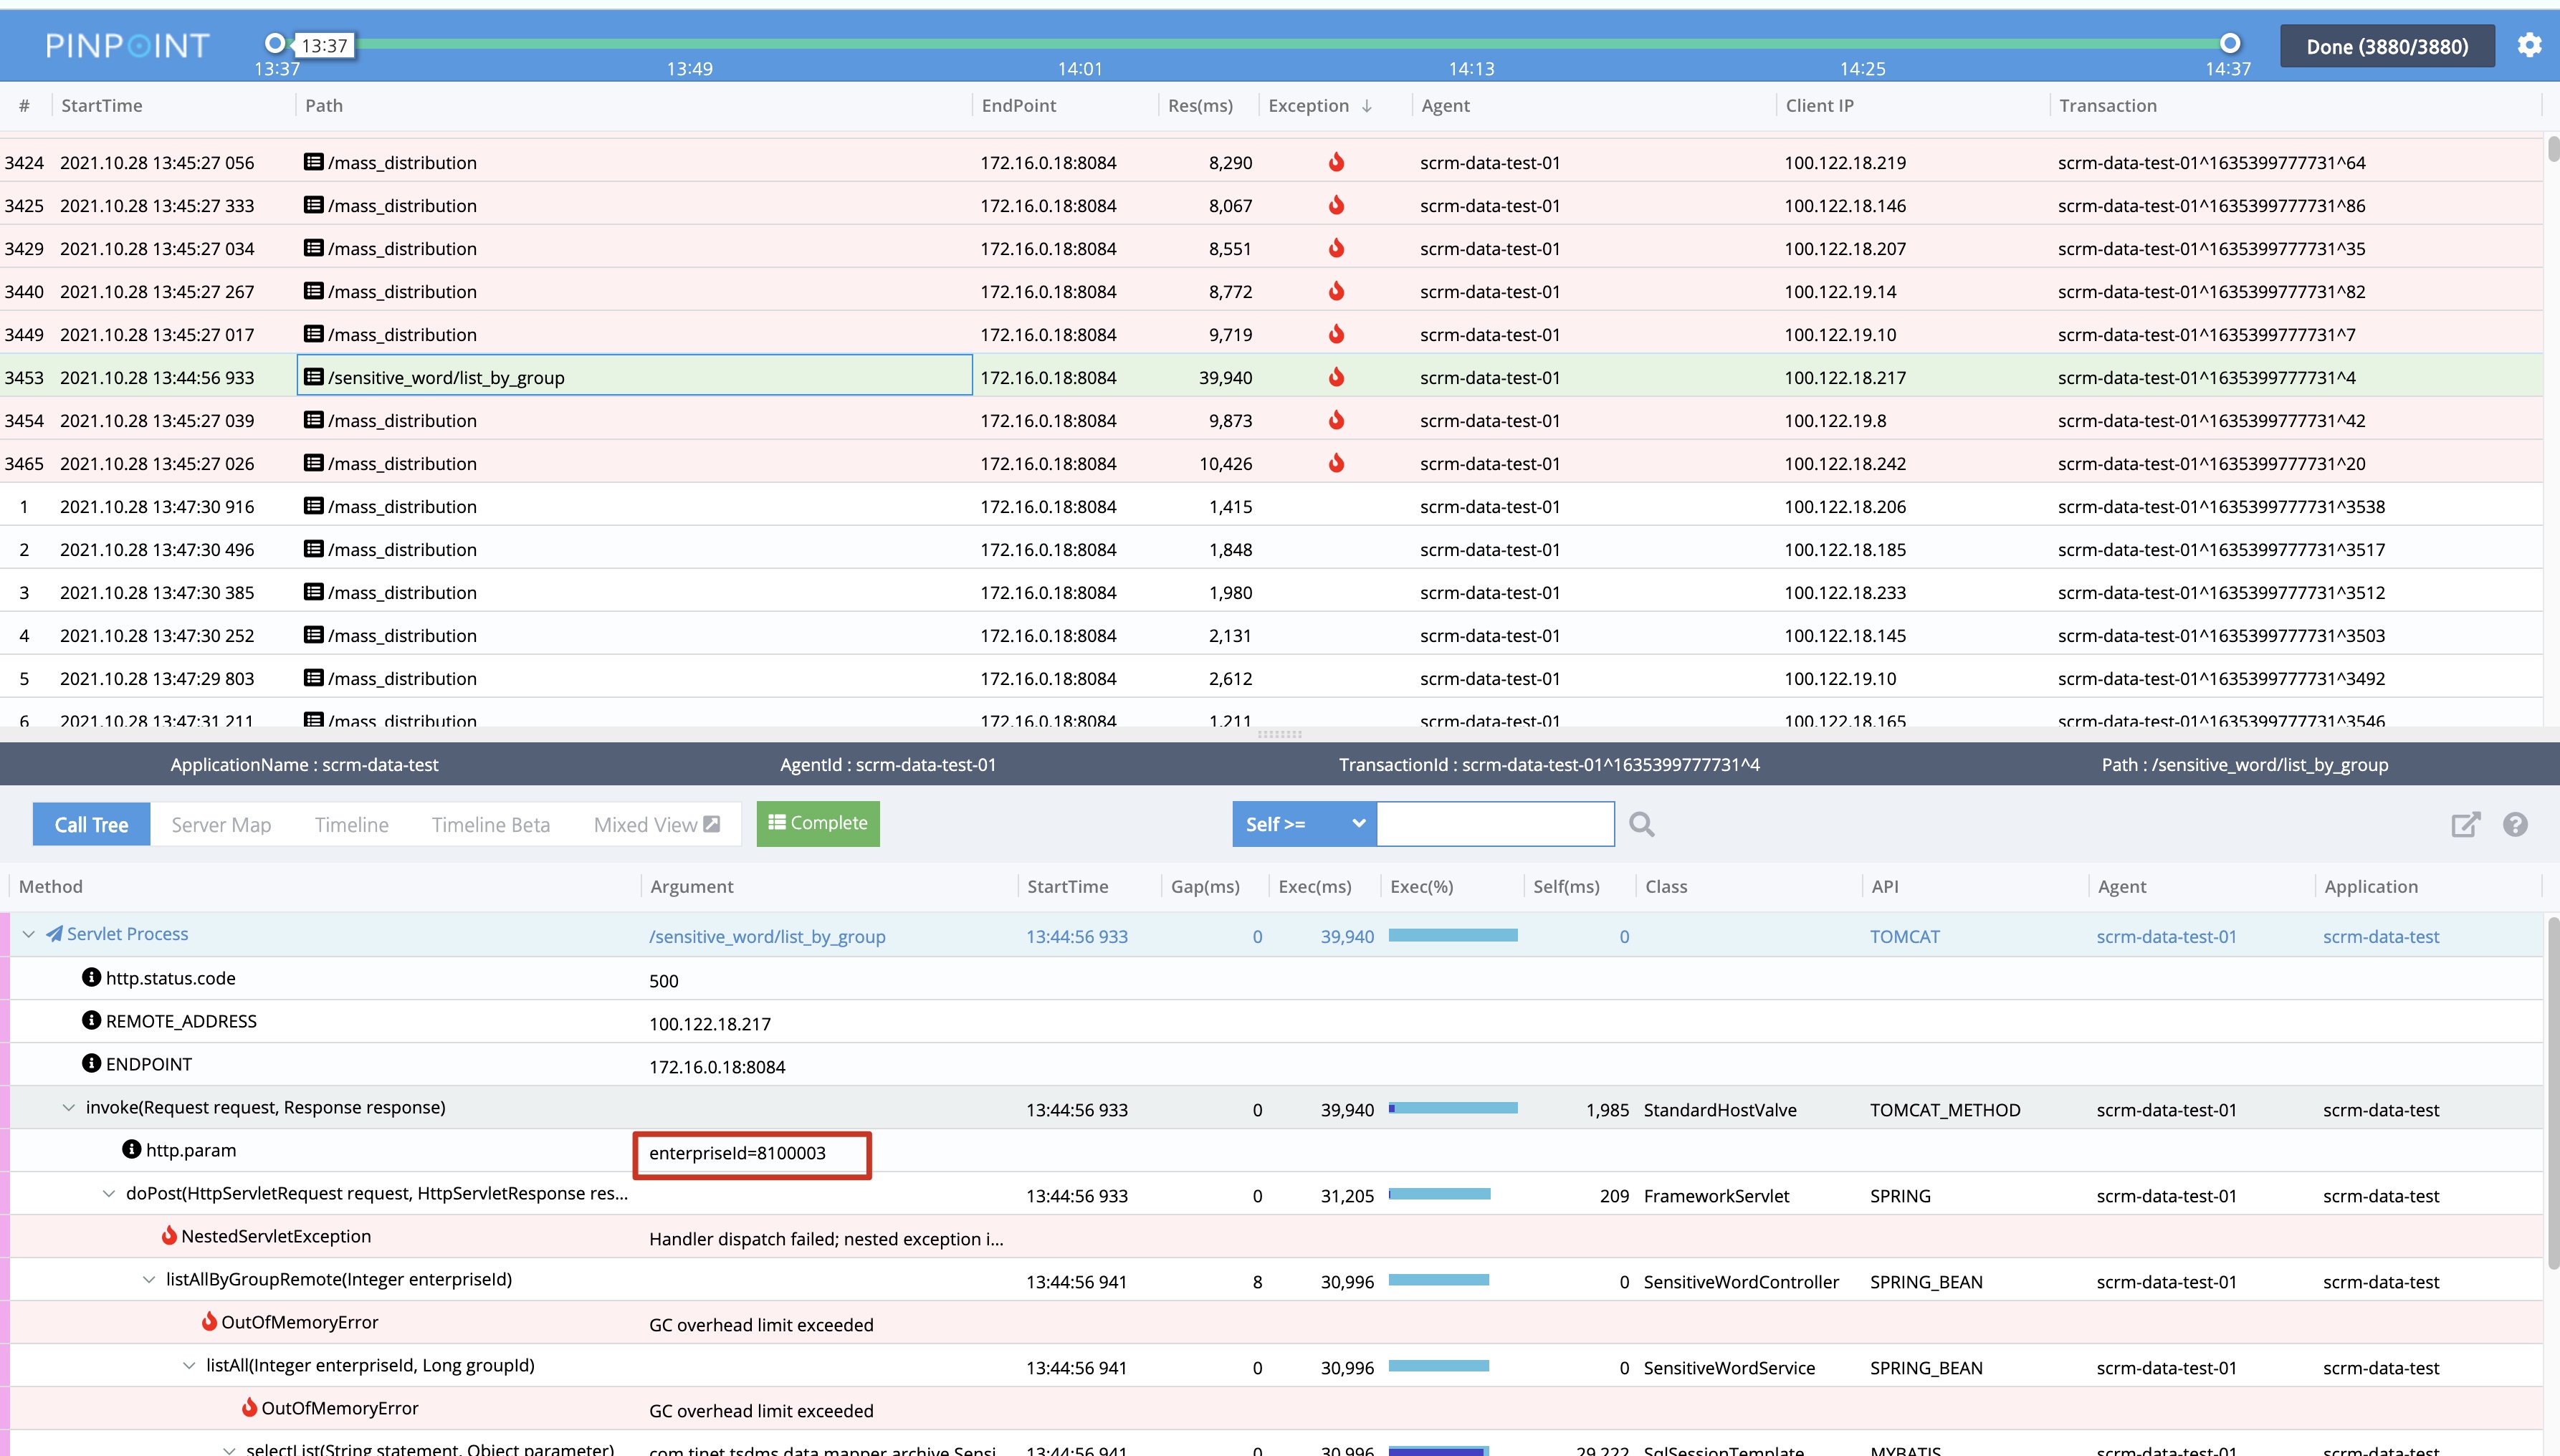 PINPOINT
13:37
13:37 13:49 14:01 14:13 14:25 14:37
Done (3880/3880)
# StartTime Path EndPoint Res(ms) Exception ↓ Agent Client IP Transaction
3424 2021.10.28 13:45:27 056 /mass_distribution 172.16.0.18:8084 8,290 scrm-data-test-01 100.122.18.219 scrm-data-test-01^1635399777731^64
3425 2021.10.28 13:45:27 333 /mass_distribution 172.16.0.18:8084 8,067 scrm-data-test-01 100.122.18.146 scrm-data-test-01^1635399777731^86
3429 2021.10.28 13:45:27 034 /mass_distribution 172.16.0.18:8084 8,551 scrm-data-test-01 100.122.18.207 scrm-data-test-01^1635399777731^35
3440 2021.10.28 13:45:27 267 /mass_distribution 172.16.0.18:8084 8,772 scrm-data-test-01 100.122.19.14 scrm-data-test-01^1635399777731^82
3449 2021.10.28 13:45:27 017 /mass_distribution 172.16.0.18:8084 9,719 scrm-data-test-01 100.122.19.10 scrm-data-test-01^1635399777731^7
3453 2021.10.28 13:44:56 933 /sensitive_word/list_by_group 172.16.0.18:8084 39,940 scrm-data-test-01 100.122.18.217 scrm-data-test-01^1635399777731^4
3454 2021.10.28 13:45:27 039 /mass_distribution 172.16.0.18:8084 9,873 scrm-data-test-01 100.122.19.8 scrm-data-test-01^1635399777731^42
3465 2021.10.28 13:45:27 026 /mass_distribution 172.16.0.18:8084 10,426 scrm-data-test-01 100.122.18.242 scrm-data-test-01^1635399777731^20
1 2021.10.28 13:47:30 916 /mass_distribution 172.16.0.18:8084 1,415 scrm-data-test-01 100.122.18.206 scrm-data-test-01^1635399777731^3538
2 2021.10.28 13:47:30 496 /mass_distribution 172.16.0.18:8084 1,848 scrm-data-test-01 100.122.18.185 scrm-data-test-01^1635399777731^3517
3 2021.10.28 13:47:30 385 /mass_distribution 172.16.0.18:8084 1,980 scrm-data-test-01 100.122.18.233 scrm-data-test-01^1635399777731^3512
4 2021.10.28 13:47:30 252 /mass_distribution 172.16.0.18:8084 2,131 scrm-data-test-01 100.122.18.145 scrm-data-test-01^1635399777731^3503
5 2021.10.28 13:47:29 803 /mass_distribution 172.16.0.18:8084 2,612 scrm-data-test-01 100.122.19.10 scrm-data-test-01^1635399777731^3492
6 2021.10.28 13:47:31 211 /mass_distribution 172.16.0.18:8084 1,211 scrm-data-test-01 100.122.18.165 scrm-data-test-01^1635399777731^3546
ApplicationName : scrm-data-test AgentId : scrm-data-test-01 TransactionId : scrm-data-test-01^1635399777731^4 Path : /sensitive_word/list_by_group
Call Tree Server Map Timeline Timeline Beta Mixed View Complete Self >=
Method Argument StartTime Gap(ms) Exec(ms) Exec(%) Self(ms) Class API Agent Application
Servlet Process /sensitive_word/list_by_group 13:44:56 933 0 39,940 0 TOMCAT scrm-data-test-01 scrm-data-test
http.status.code 500
REMOTE_ADDRESS 100.122.18.217
ENDPOINT 172.16.0.18:8084
invoke(Request request, Response response) 13:44:56 933 0 39,940 1,985 StandardHostValve TOMCAT_METHOD scrm-data-test-01 scrm-data-test
http.param enterpriseId=8100003
doPost(HttpServletRequest request, HttpServletResponse res... 13:44:56 933 0 31,205 209 FrameworkServlet SPRING scrm-data-test-01 scrm-data-test
NestedServletException Handler dispatch failed; nested exception i...
listAllByGroupRemote(Integer enterpriseId) 13:44:56 941 8 30,996 0 SensitiveWordController SPRING_BEAN scrm-data-test-01 scrm-data-test
OutOfMemoryError GC overhead limit exceeded
listAll(Integer enterpriseId, Long groupId) 13:44:56 941 0 30,996 0 SensitiveWordService SPRING_BEAN scrm-data-test-01 scrm-data-test
OutOfMemoryError GC overhead limit exceeded
selectList(String statement, Object parameter) com.tinet.tsdms.data.mapper.archive.Sensi... 13:44:56 941 0 30,996 29,222 SqlSessionTemplate MYBATIS scrm-data-test-01 scrm-data-test